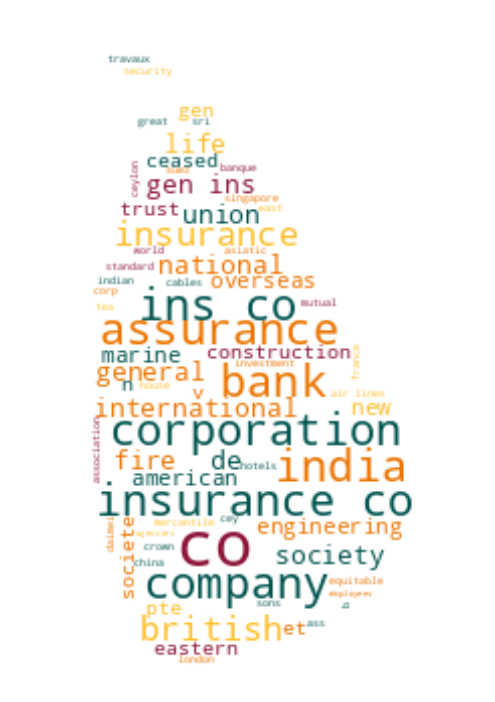 travaux
security
gen
great sri
life
ceased
suez banque
ceylon gen ins
singapore
trust union east
insurance
world asiatic
standard national
indian cables overseas
corp
tea ins co mutual
assurance
marine construction france
general investment
n house v bank air lines
international new
corporation
association fire de hotels india
. american
insurance co
mercantile cey
daimei societe agencies engineering
crown co society
china
company equitable
employees
pte sons a
british et ass
eastern
london